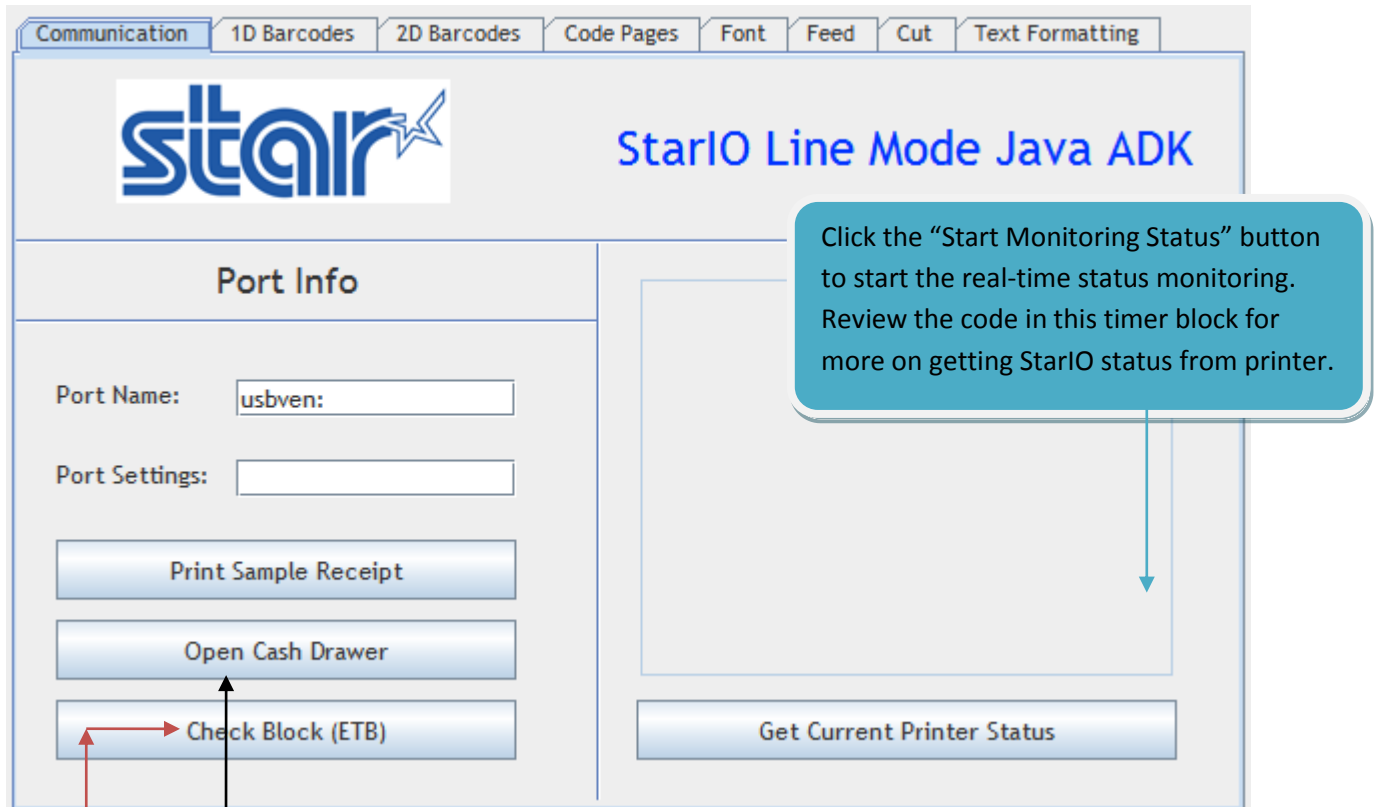 Communication 1D Barcodes 2D Barcodes Code Pages Font Feed Cut Text Formatting
star
StarIO Line Mode Java ADK
Click the “Start Monitoring Status” button
to start the real-time status monitoring.
Review the code in this timer block for
more on getting StarIO status from printer.
Port Info
Port Name: usbven:
Port Settings:
Print Sample Receipt
Open Cash Drawer
Check Block (ETB)
Get Current Printer Status